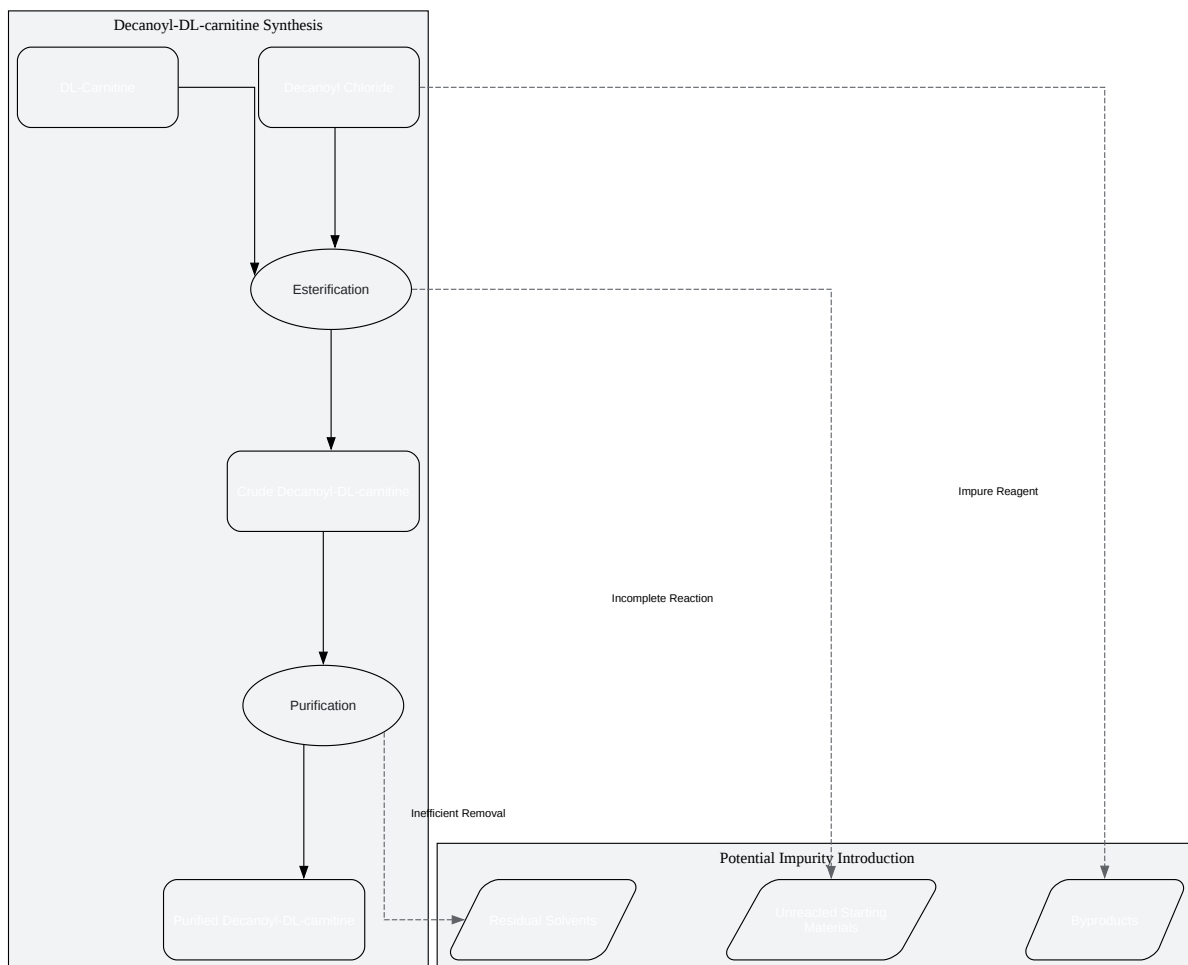 Decanoyl-DL-carnitine Synthesis
DL-Carnitine
Decanoyl Chloride
Esterification
Crude Decanoyl-DL-carnitine
Impure Reagent
Incomplete Reaction
Purification
Inefficient Removal
Potential Impurity Introduction
Purified Decanoyl-DL-carnitine
Residual Solvents
Unreacted Starting
Materials
Byproducts